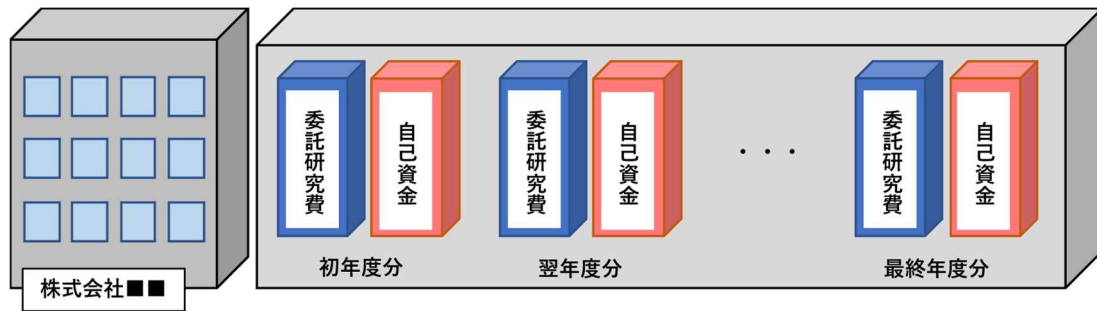 委託研究費
自己資金
委託研究費
自己資金
・・・
委託研究費
自己資金
初年度分
翌年度分
最終年度分
株式会社■■